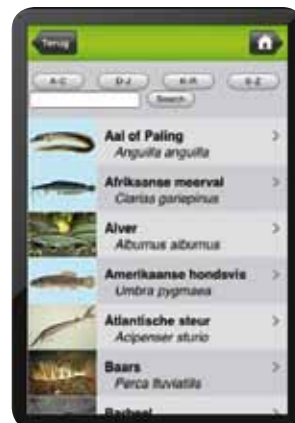 Terug
A-C D-J K-R S-Z
Search
Aal of Paling
Anguilla anguilla
Afrikaanse meerval
Clarias gariepinus
Alver
Alburnus alburnus
Amerikaanse hondsvis
Umbra pygmaea
Atlantische steur
Acipenser sturio
Baars
Perca fluviatilis
Barbeel